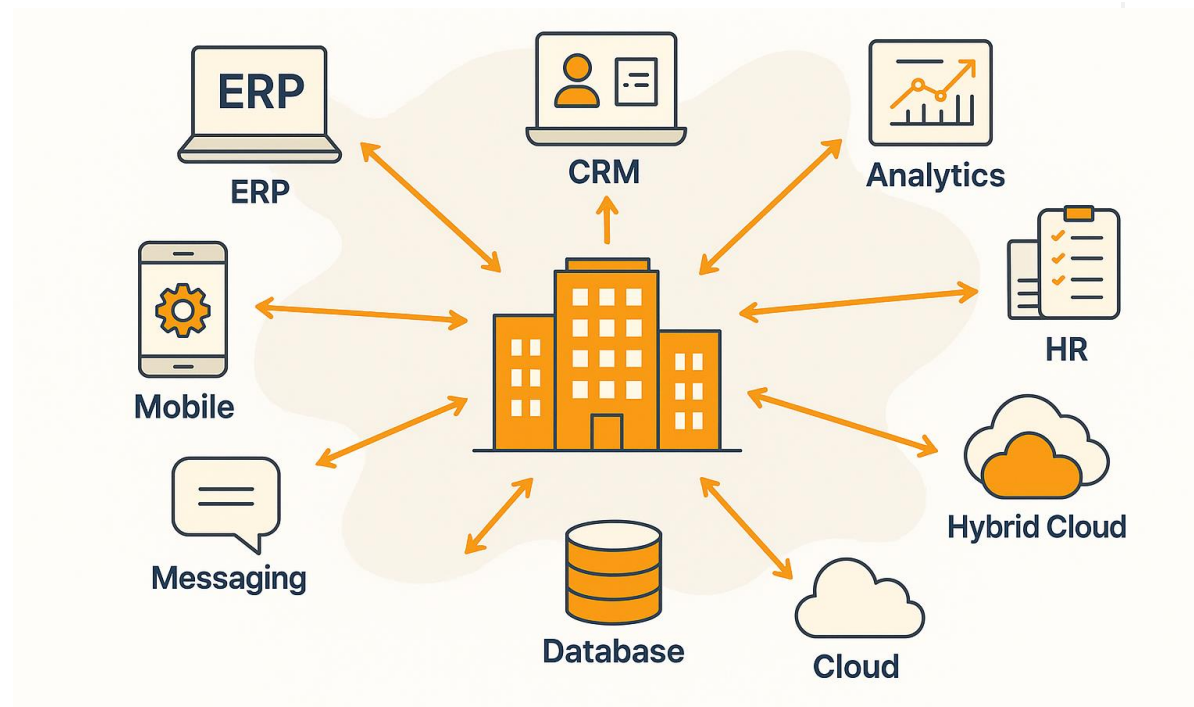 ERP
ERP
CRM
Analytics
HR
Mobile
Hybrid Cloud
Messaging
Database
Cloud